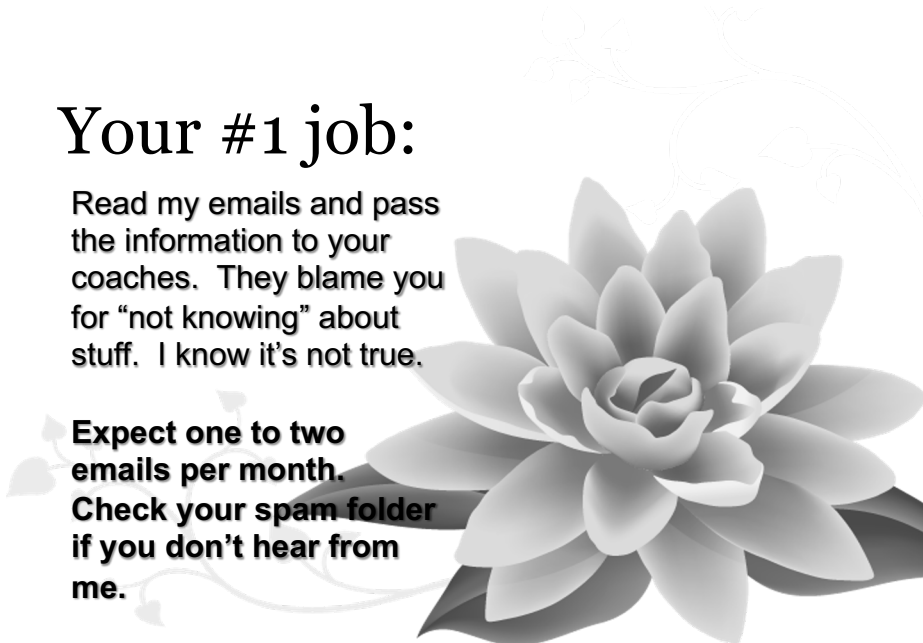 Your #1 job:
Read my emails and pass
the information to your
coaches.  They blame you
for “not knowing” about
stuff.  I know it’s not true.
Expect one to two
emails per month.
Check your spam folder
if you don’t hear from
me.